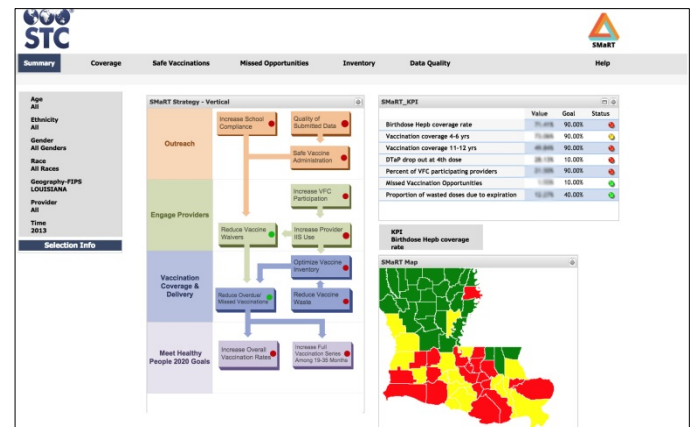 STC
SMaRT
Summary Coverage Safe Vaccinations Missed Opportunities Inventory Data Quality Help
Age
All
Ethnicity
All
Gender
All Genders
Race
All Races
Geography-FIPS
LOUISIANA
Provider
All
Time
2013
Selection Info
SMaRT Strategy - Vertical
Outreach
Increase School
Compliance
Quality of
Submitted Data
Safe Vaccine
Administration
Engage Providers
Increase VFC
Participation
Reduce Vaccine
Waivers
Increase Provider
IIS Use
Vaccination
Coverage &
Delivery
Optimize Vaccine
Inventory
Reduce Overdue/
Missed Vaccinations
Reduce Vaccine
Waste
Meet Healthy
People 2020 Goals
Increase Overall
Vaccination Rates
Increase Full
Vaccination Series
Among 19-35 Months
SMaRT_KPI
Value Goal Status
Birthdose Hepb coverage rate 90.00%
Vaccination coverage 4-6 yrs 90.00%
Vaccination coverage 11-12 yrs 90.00%
DTaP drop out at 4th dose 10.00%
Percent of VFC participating providers 90.00%
Missed Vaccination Opportunities 10.00%
Proportion of wasted doses due to expiration 40.00%
KPI
Birthdose Hepb coverage
rate
SMaRT Map